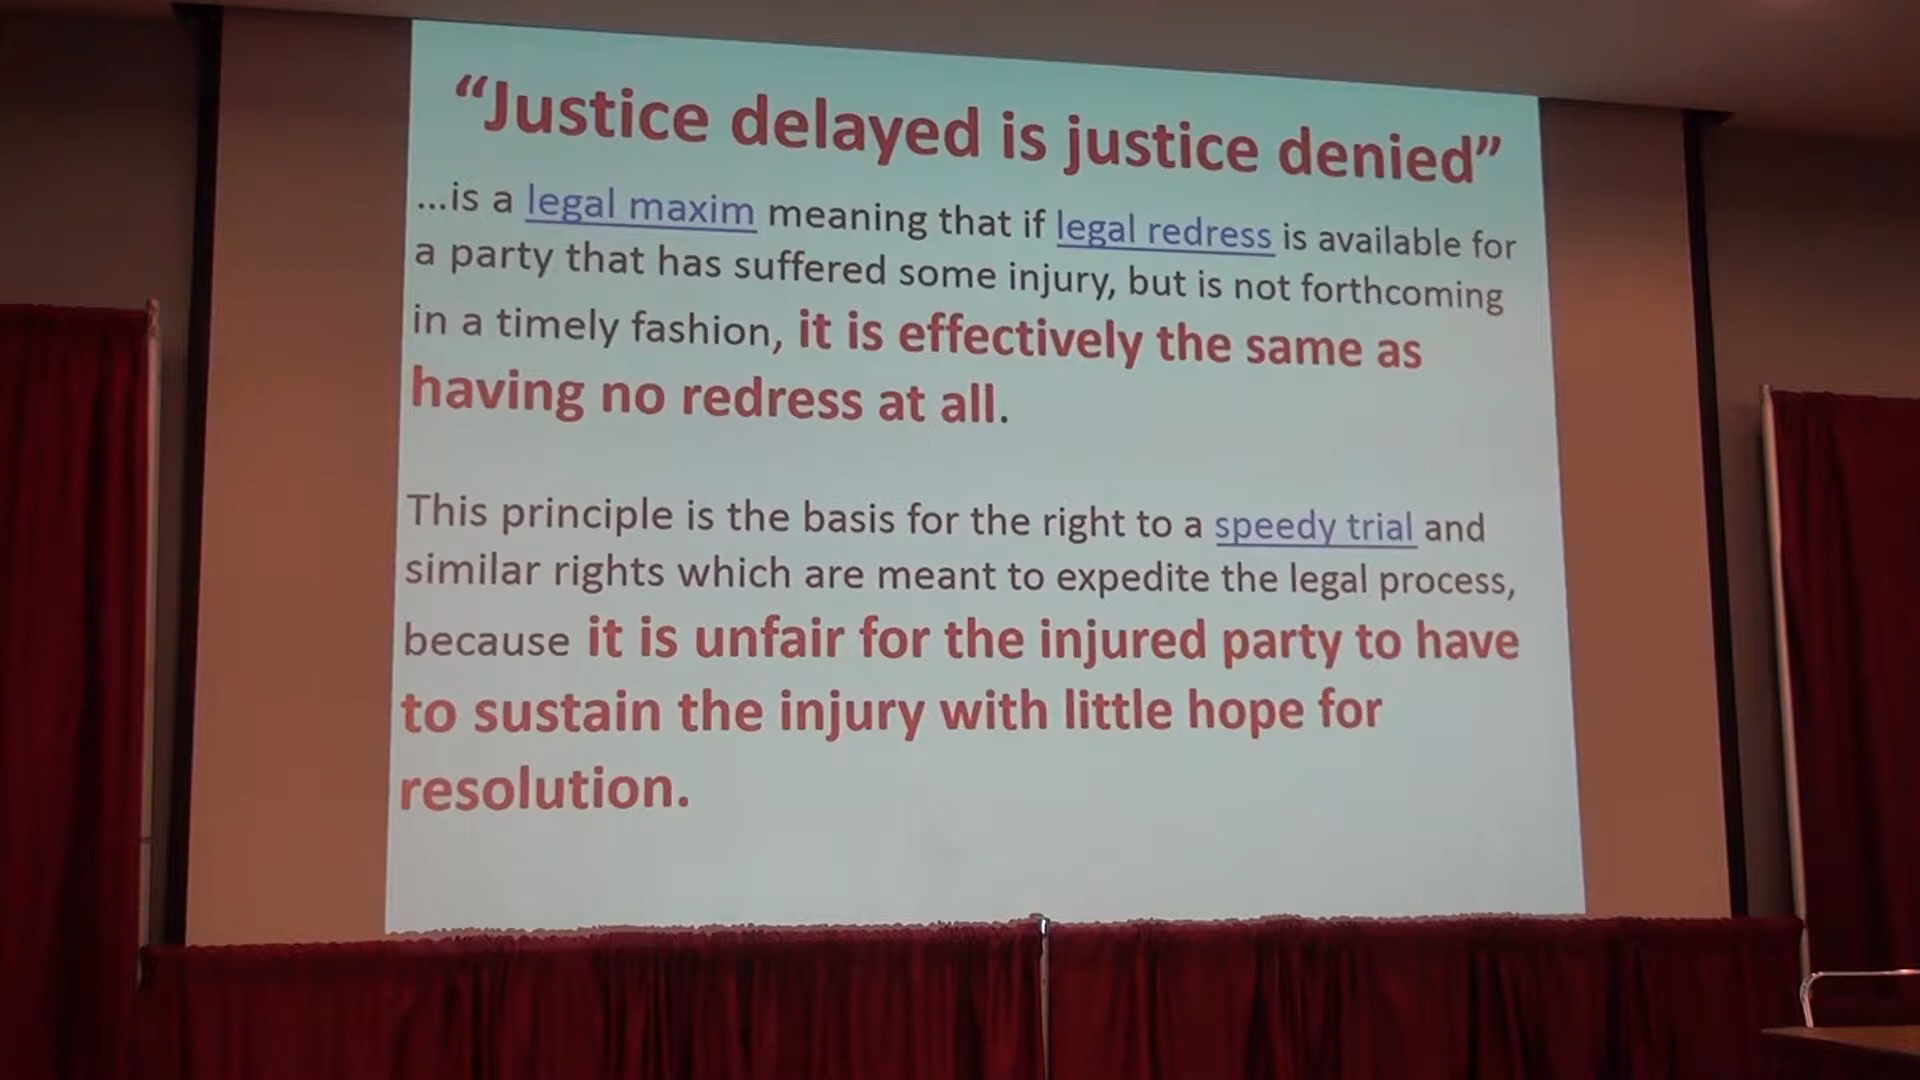 “Justice delayed is justice denied”
...is a legal maxim meaning that if legal redress is available for
a party that has suffered some injury, but is not forthcoming
in a timely fashion, it is effectively the same as
having no redress at all.
This principle is the basis for the right to a speedy trial and
similar rights which are meant to expedite the legal process,
because it is unfair for the injured party to have
to sustain the injury with little hope for
resolution.